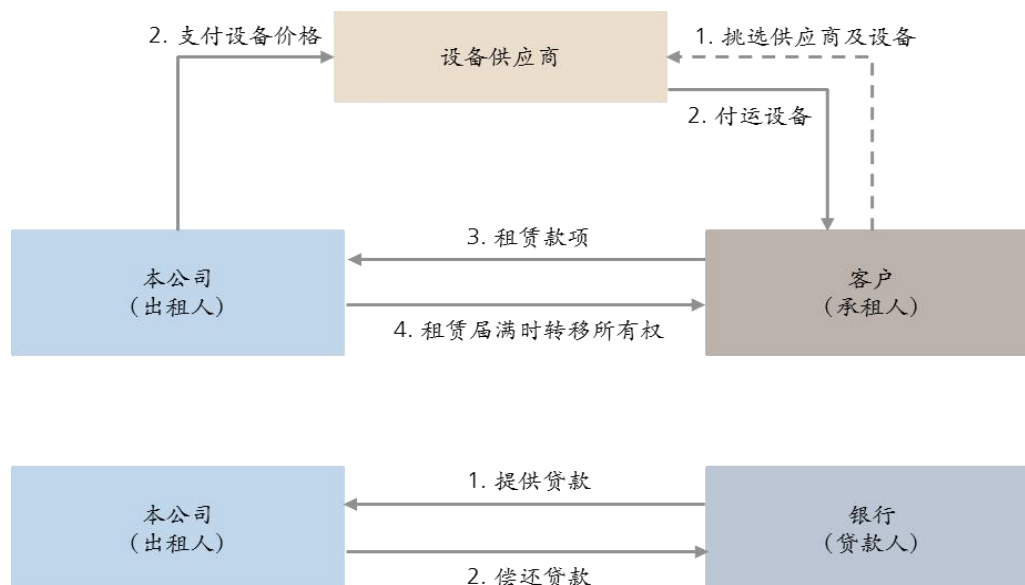 2. 支付设备价格
设备供应商
1. 挑选供应商及设备
2. 付运设备
3. 租赁款项
本公司
（出租人）
客户
（承租人）
4. 租赁届满时转移所有权
1. 提供贷款
本公司
（出租人）
银行
（贷款人）
2. 偿还贷款